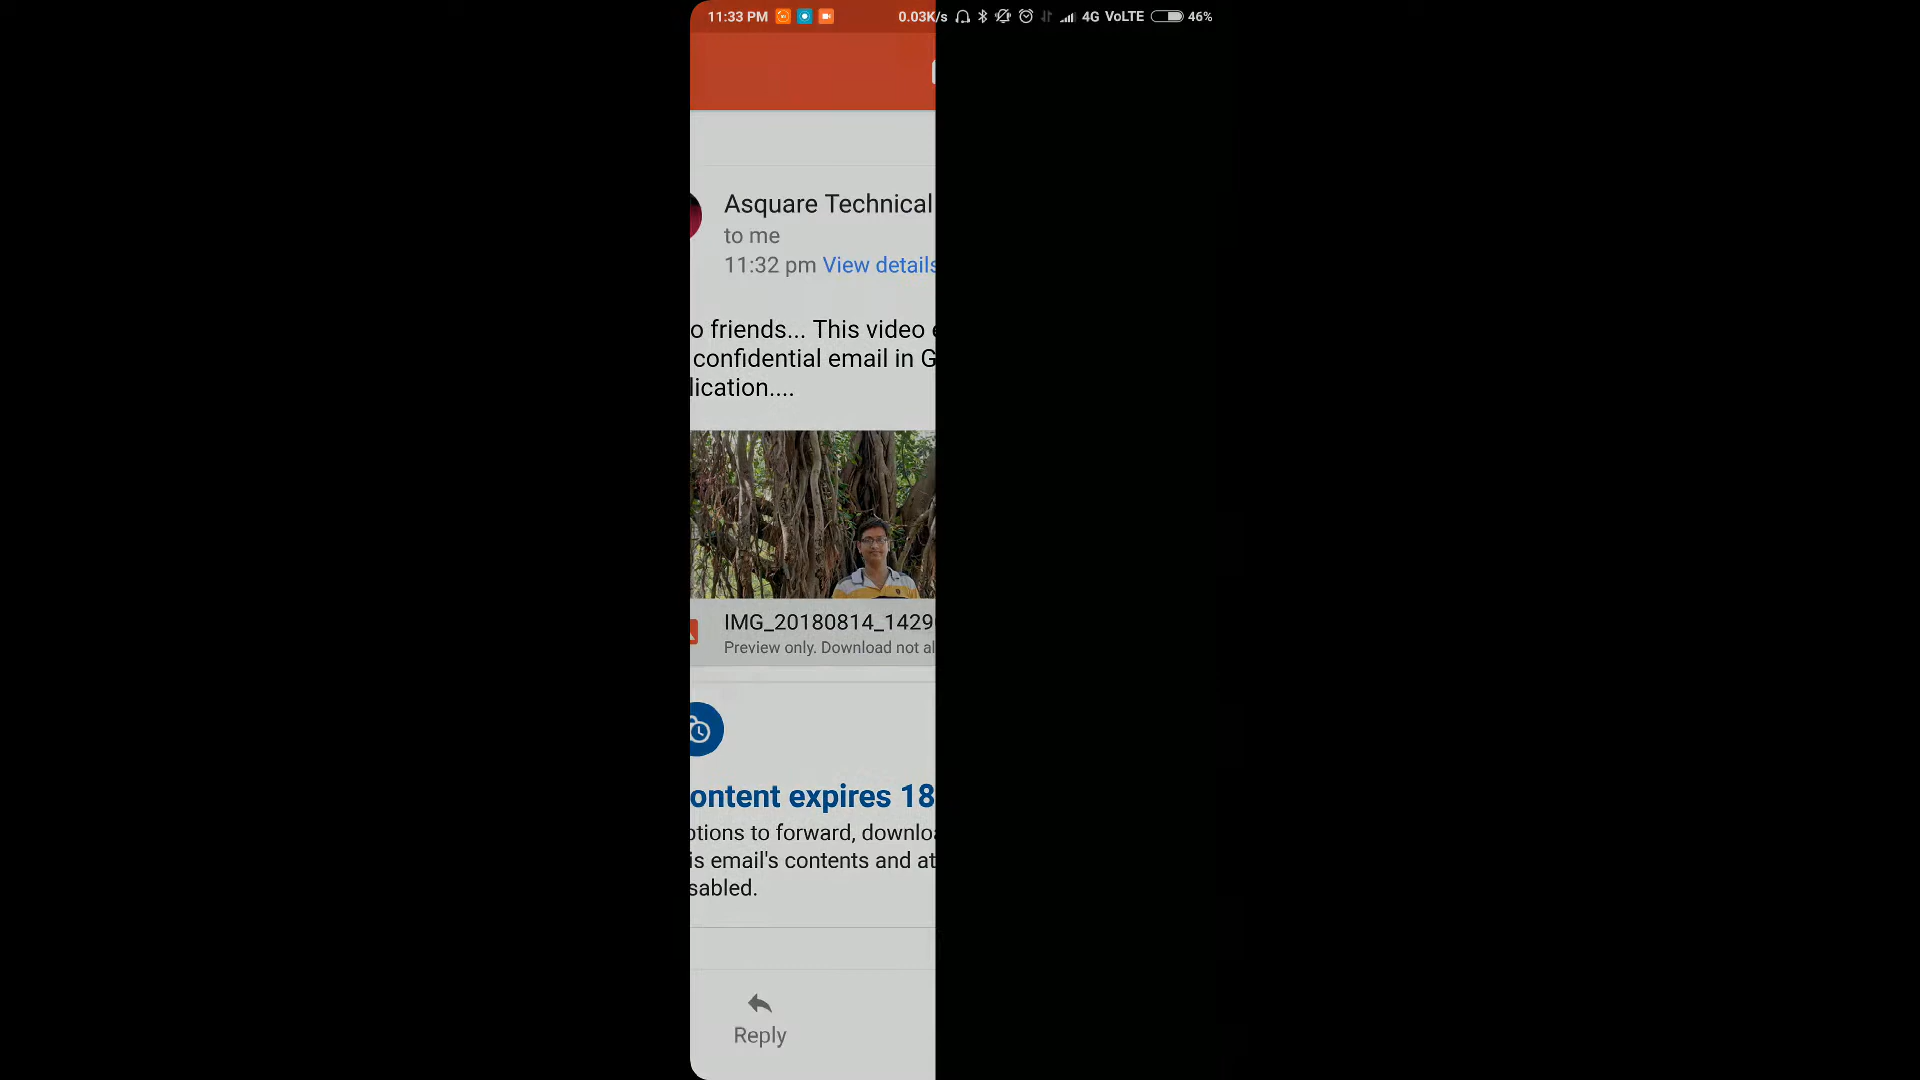 11:33 PM 0.03K/s 4G VoLTE 46%
Asquare Technical
to me
11:32 pm View details
o friends... This video
confidential email in G
lication....
IMG_20180814_1429
Preview only. Download not al
ontent expires 18
ptions to forward, downloa
is email's contents and at
sabled.
Reply